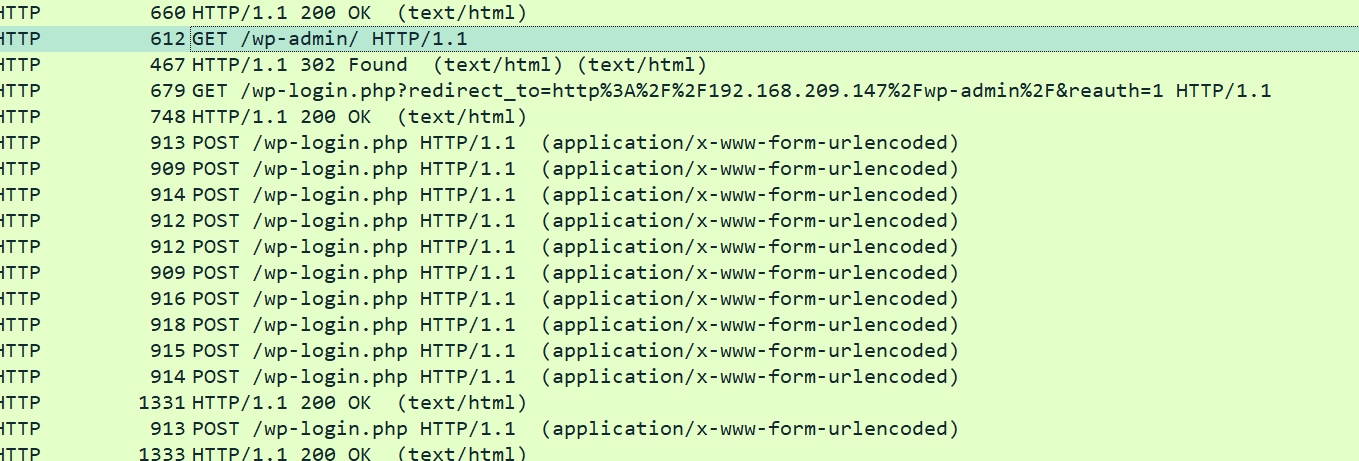 HTTP 660 HTTP/1.1 200 OK (text/html)
HTTP 612 GET /wp-admin/ HTTP/1.1
HTTP 467 HTTP/1.1 302 Found (text/html) (text/html)
HTTP 679 GET /wp-login.php?redirect_to=http%3A%2F%2F192.168.209.147%2Fwp-admin%2F&reauth=1 HTTP/1.1
HTTP 748 HTTP/1.1 200 OK (text/html)
HTTP 913 POST /wp-login.php HTTP/1.1 (application/x-www-form-urlencoded)
HTTP 909 POST /wp-login.php HTTP/1.1 (application/x-www-form-urlencoded)
HTTP 914 POST /wp-login.php HTTP/1.1 (application/x-www-form-urlencoded)
HTTP 912 POST /wp-login.php HTTP/1.1 (application/x-www-form-urlencoded)
HTTP 912 POST /wp-login.php HTTP/1.1 (application/x-www-form-urlencoded)
HTTP 909 POST /wp-login.php HTTP/1.1 (application/x-www-form-urlencoded)
HTTP 916 POST /wp-login.php HTTP/1.1 (application/x-www-form-urlencoded)
HTTP 918 POST /wp-login.php HTTP/1.1 (application/x-www-form-urlencoded)
HTTP 915 POST /wp-login.php HTTP/1.1 (application/x-www-form-urlencoded)
HTTP 914 POST /wp-login.php HTTP/1.1 (application/x-www-form-urlencoded)
HTTP 1331 HTTP/1.1 200 OK (text/html)
HTTP 913 POST /wp-login.php HTTP/1.1 (application/x-www-form-urlencoded)
HTTP 1333 HTTP/1.1 200 OK (text/html)